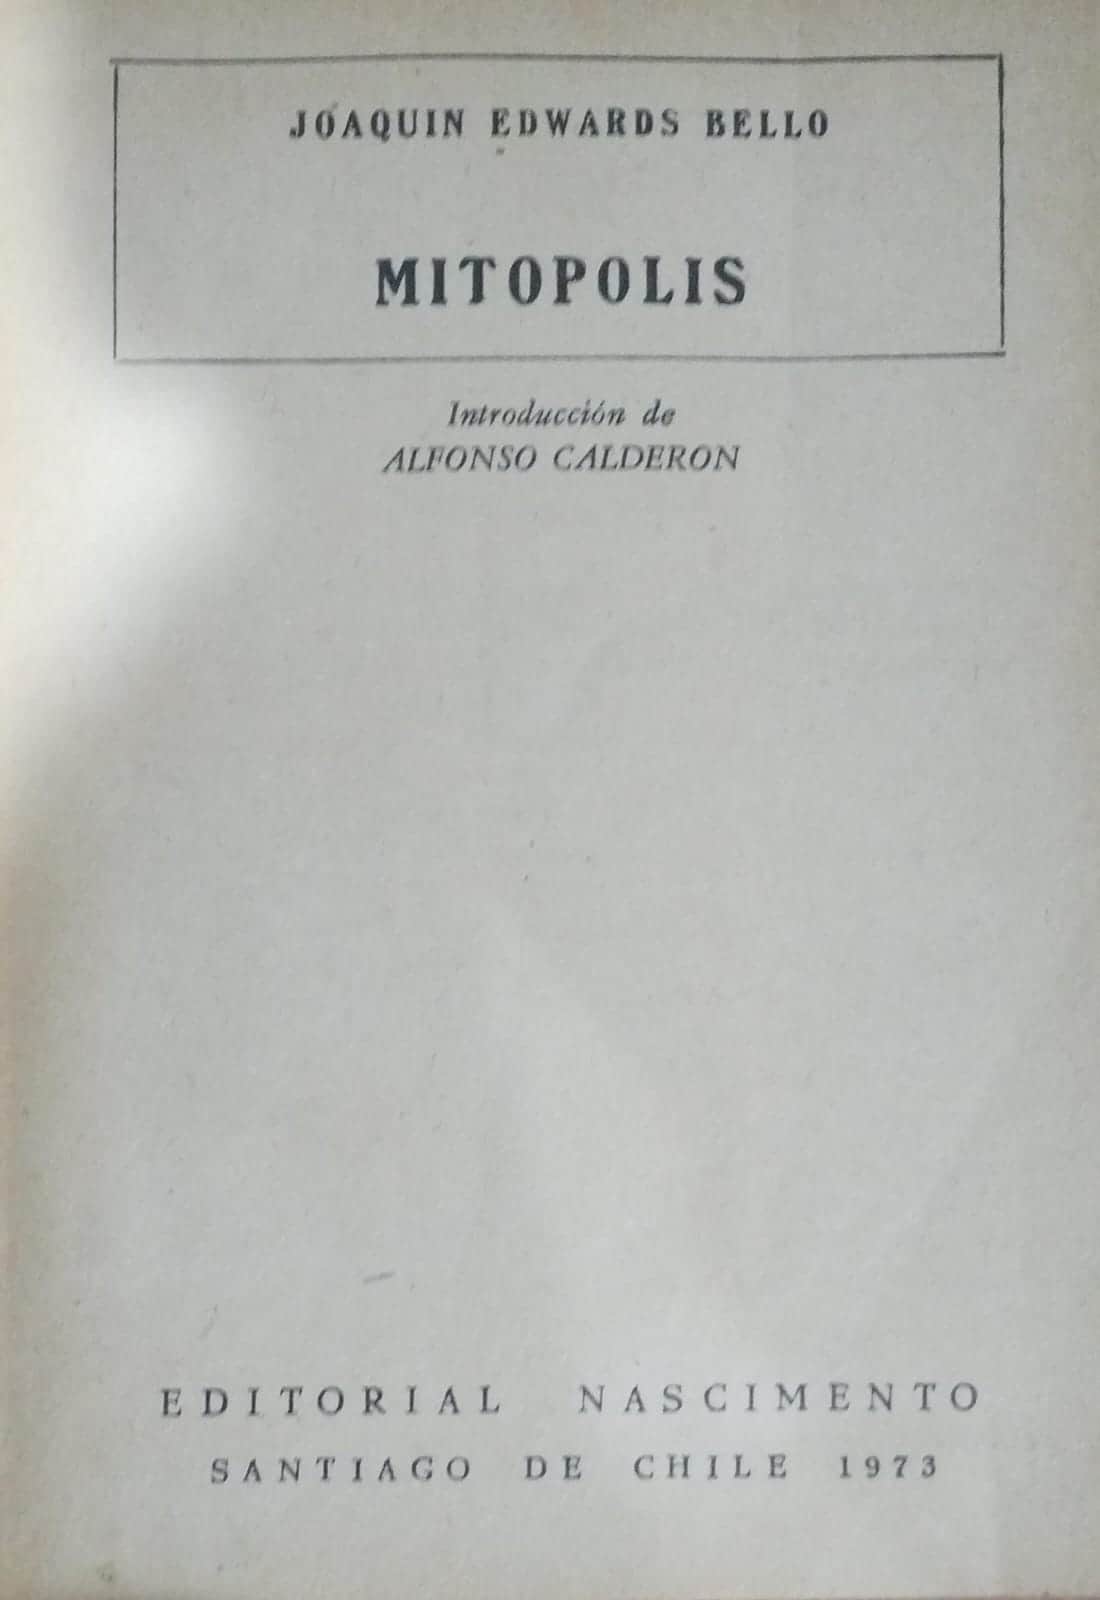 JOAQUIN EDWARDS BELLO
MITOPOLIS
Introducción de
ALFONSO CALDERON
EDITORIAL NASCIMENTO
SANTIAGO DE CHILE 1973